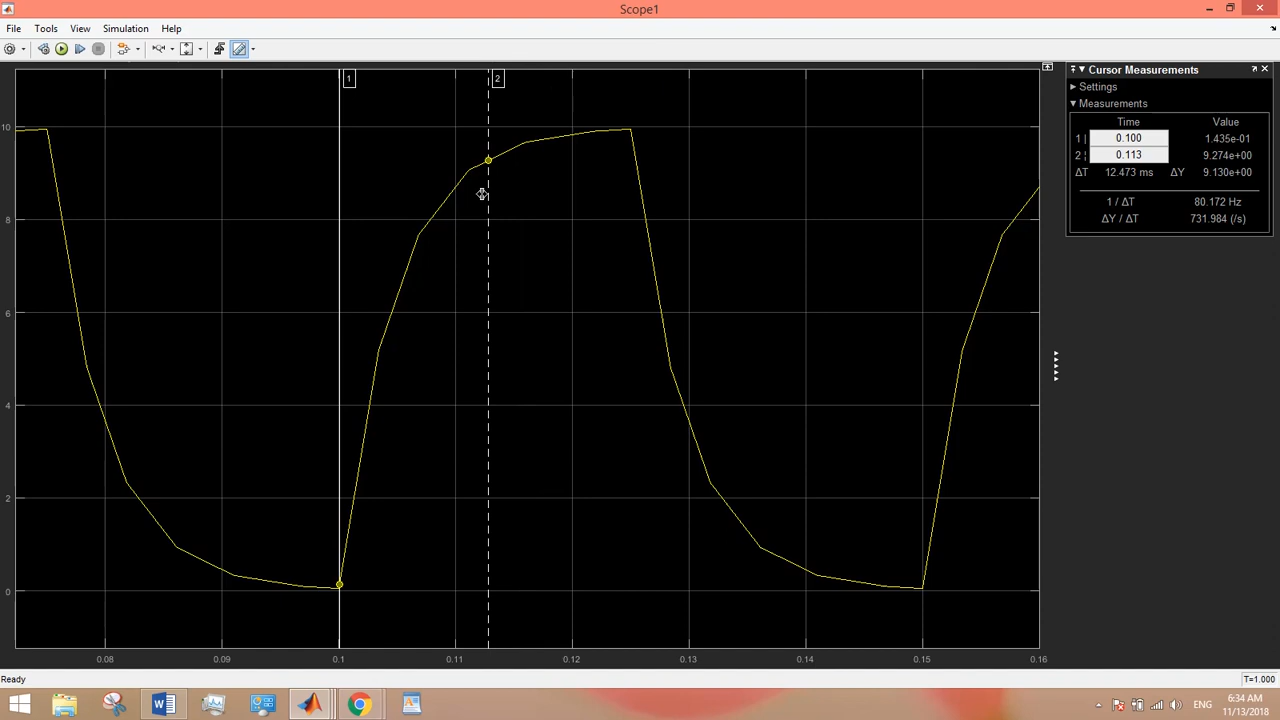 Scope1
File Tools View Simulation Help
1
2
10
8
6
4
2
0
0.08 0.09 0.1 0.11 0.12 0.13 0.14 0.15 0.16
Cursor Measurements
Settings
Measurements
Time Value
1 | 0.100 1.435e-01
2 ¦ 0.113 9.274e+00
ΔT 12.473 ms ΔY 9.130e+00
1 / ΔT 80.172 Hz
ΔY / ΔT 731.984 (/s)
Ready T=1.000
ENG 6:34 AM
11/13/2018